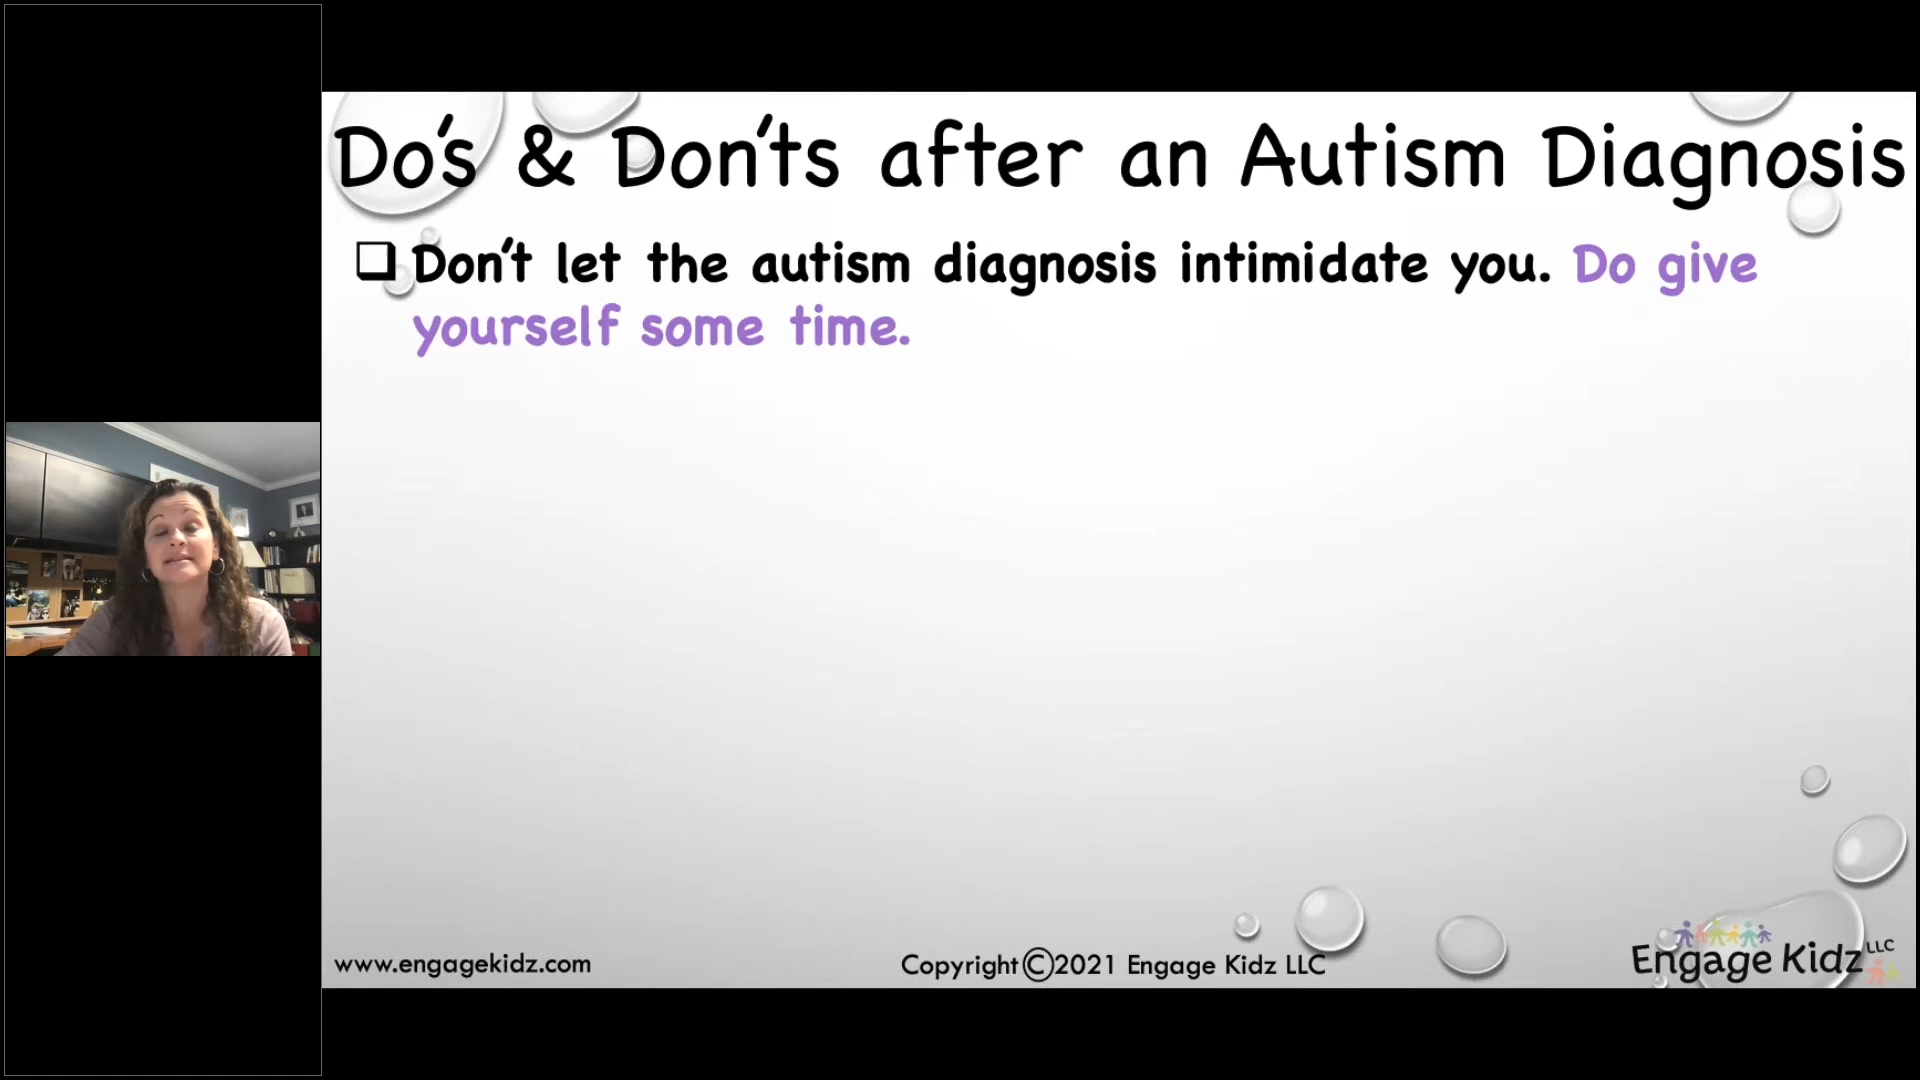 Do's & Don'ts after an Autism Diagnosis
Don't let the autism diagnosis intimidate you. Do give
yourself some time.
www.engagekidz.com
Copyright©2021 Engage Kidz LLC
Engage Kidz LLC